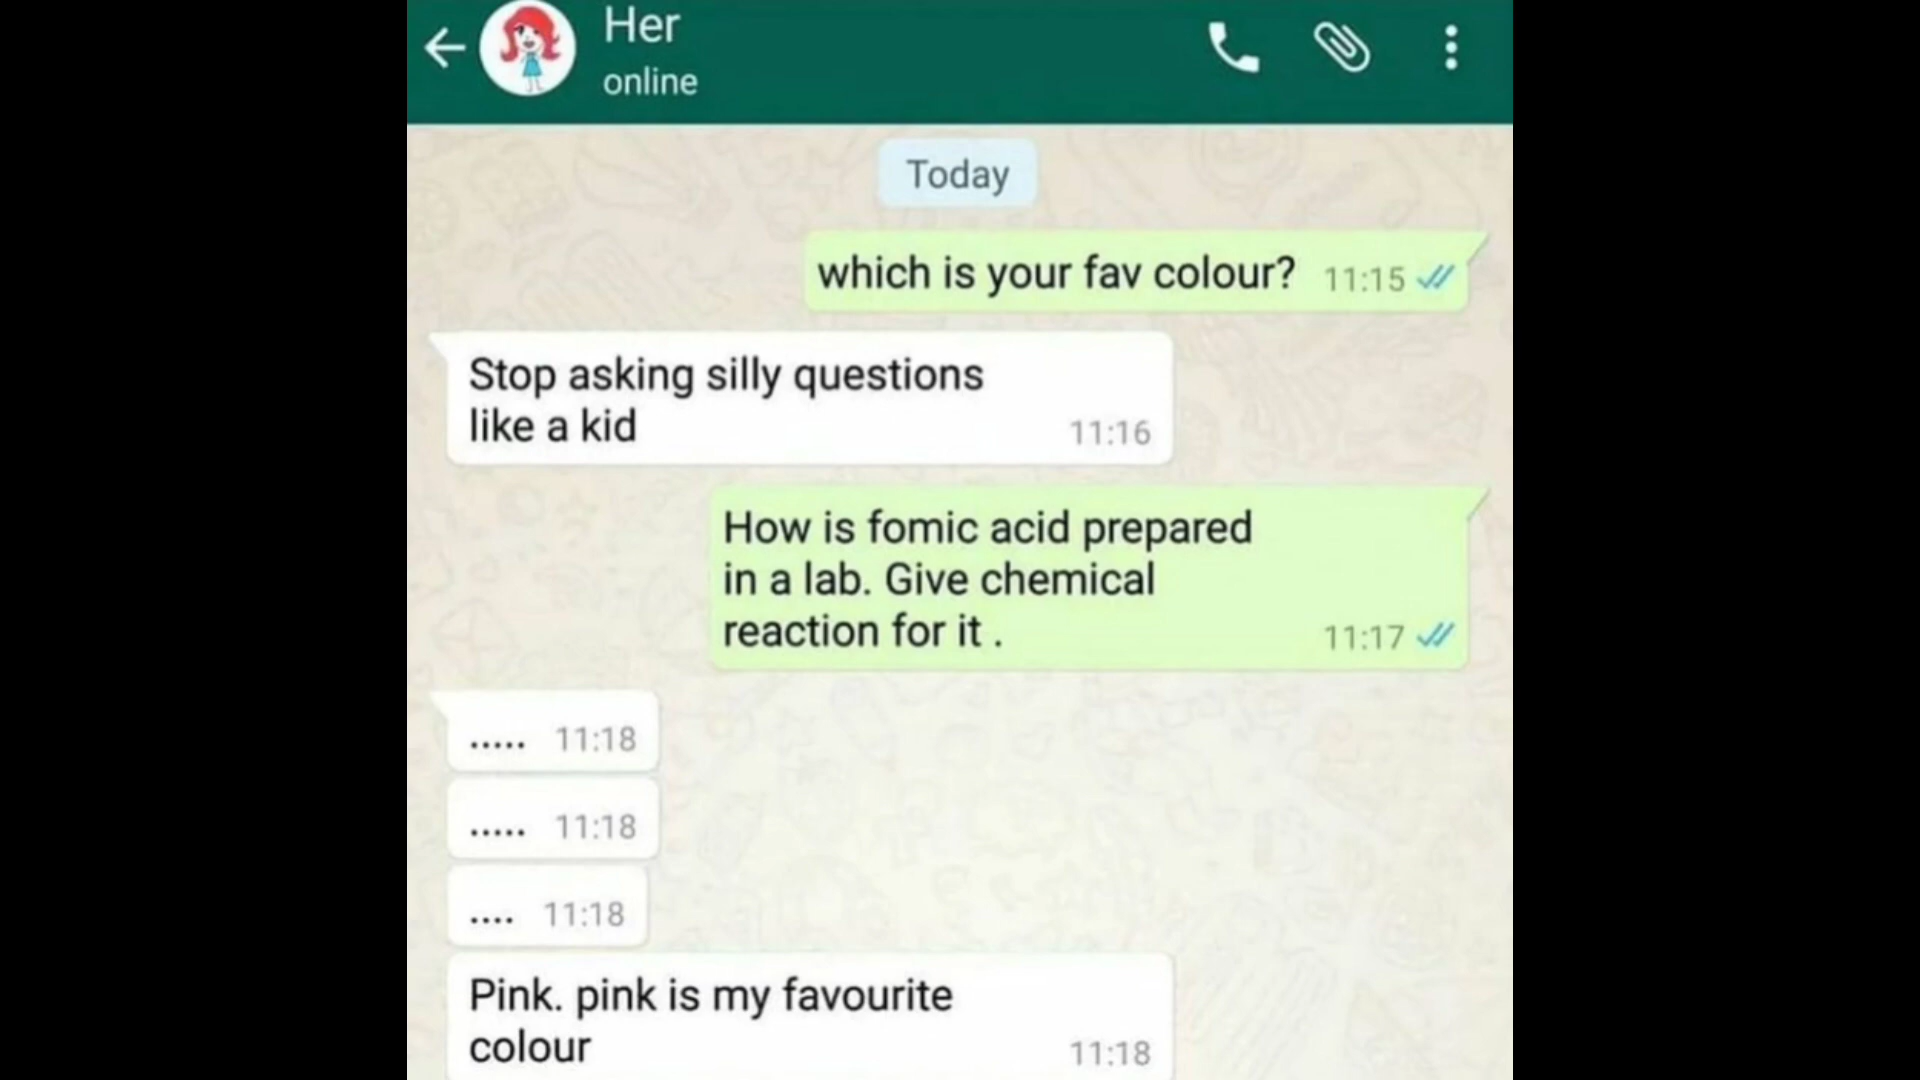 Her
online
Today
which is your fav colour? 11:15
Stop asking silly questions
like a kid 11:16
How is fomic acid prepared
in a lab. Give chemical
reaction for it . 11:17
..... 11:18
..... 11:18
.... 11:18
Pink. pink is my favourite
colour 11:18